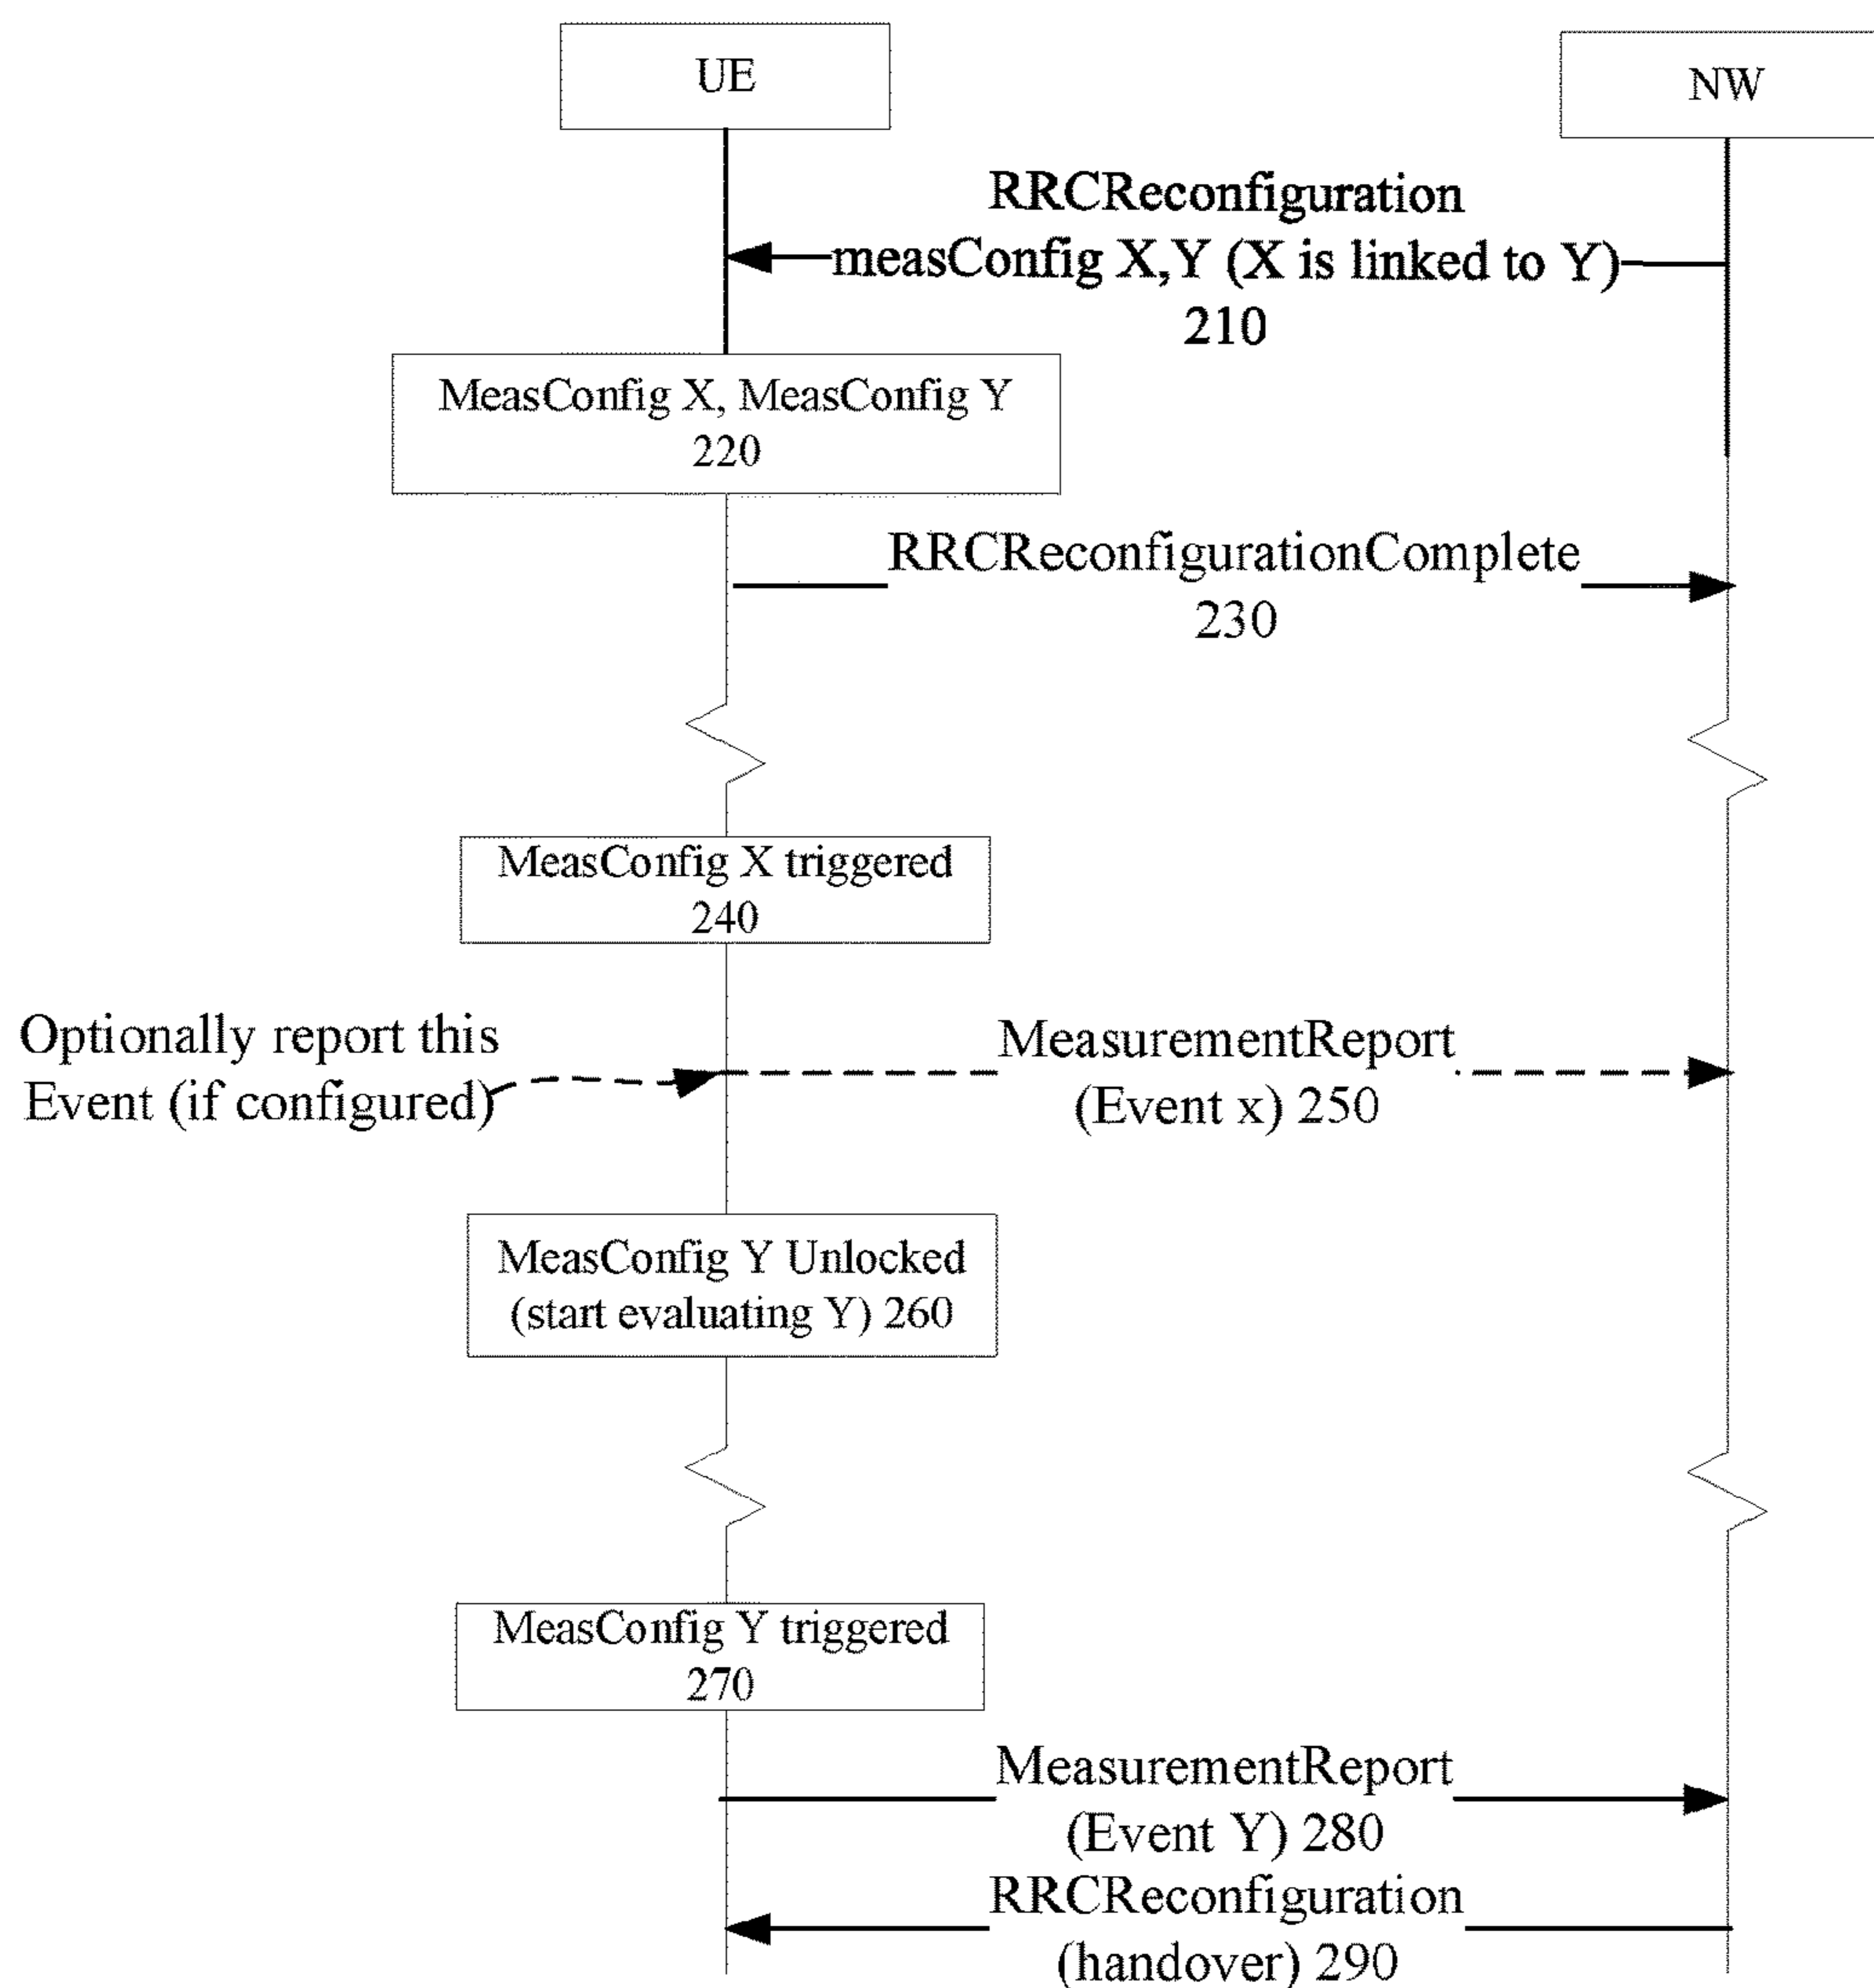 UE
NW
RRCReconfiguration
measConfig X,Y (X is linked to Y)
210
MeasConfig X, MeasConfig Y
220
RRCReconfigurationComplete
230
MeasConfig X triggered
240
Optionally report this
Event (if configured)
MeasurementReport
(Event x) 250
MeasConfig Y Unlocked
(start evaluating Y) 260
MeasConfig Y triggered
270
MeasurementReport
(Event Y) 280
RRCReconfiguration
(handover) 290